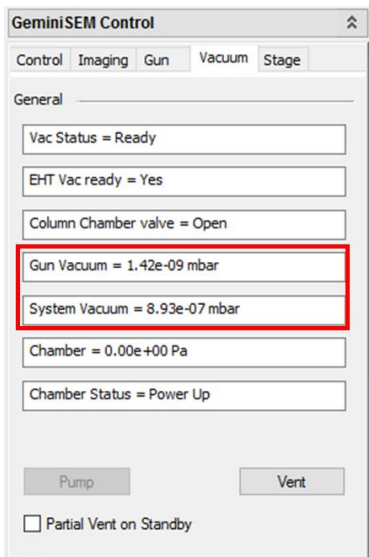 GeminiSEM Control
Control Imaging Gun Vacuum Stage
General
Vac Status = Ready
EHT Vac ready = Yes
Column Chamber valve = Open
Gun Vacuum = 1.42e-09 mbar
System Vacuum = 8.93e-07 mbar
Chamber = 0.00e+00 Pa
Chamber Status = Power Up
Pump Vent
Partial Vent on Standby